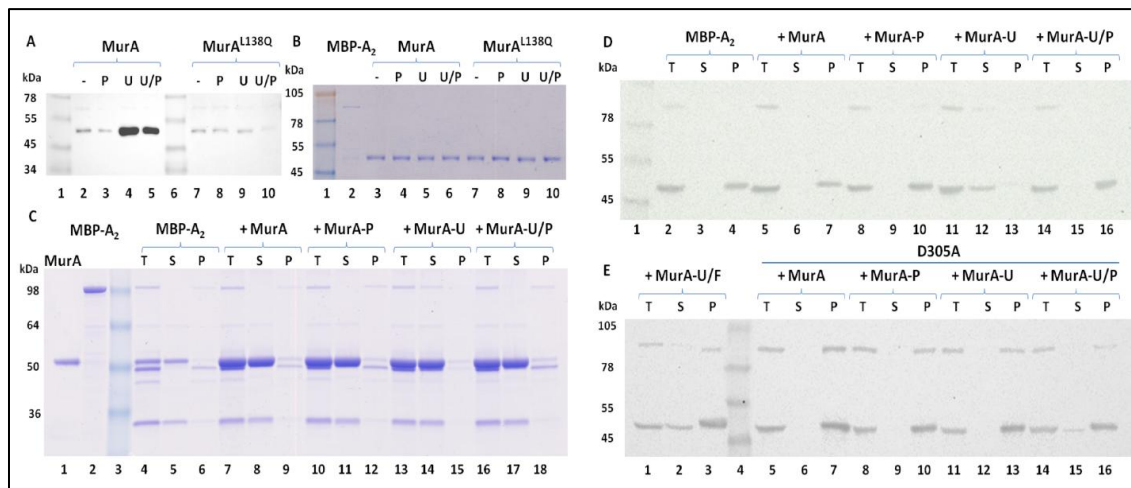 A
MurA
MurAL138Q
kDa
- P U U/P
- P U U/P
78
55
45
34
1 2 3 4 5 6 7 8 9 10
B
MBP-A2
MurA
MurAL138Q
kDa
- P U U/P - P U U/P
105
78
55
45
1 2 3 4 5 6 7 8 9 10
C
MBP-A2 MBP-A2 + MurA + MurA-P + MurA-U + MurA-U/P
kDa
MurA
T S P T S P T S P T S P T S P
98
64
50
36
1 2 3 4 5 6 7 8 9 10 11 12 13 14 15 16 17 18
D
MBP-A2 + MurA + MurA-P + MurA-U + MurA-U/P
kDa
T S P T S P T S P T S P T S P
78
55
45
1 2 3 4 5 6 7 8 9 10 11 12 13 14 15 16
D305A
E
+ MurA-U/F + MurA + MurA-P + MurA-U + MurA-U/P
kDa
T S P T S P T S P T S P T S P
105
78
55
45
1 2 3 4 5 6 7 8 9 10 11 12 13 14 15 16